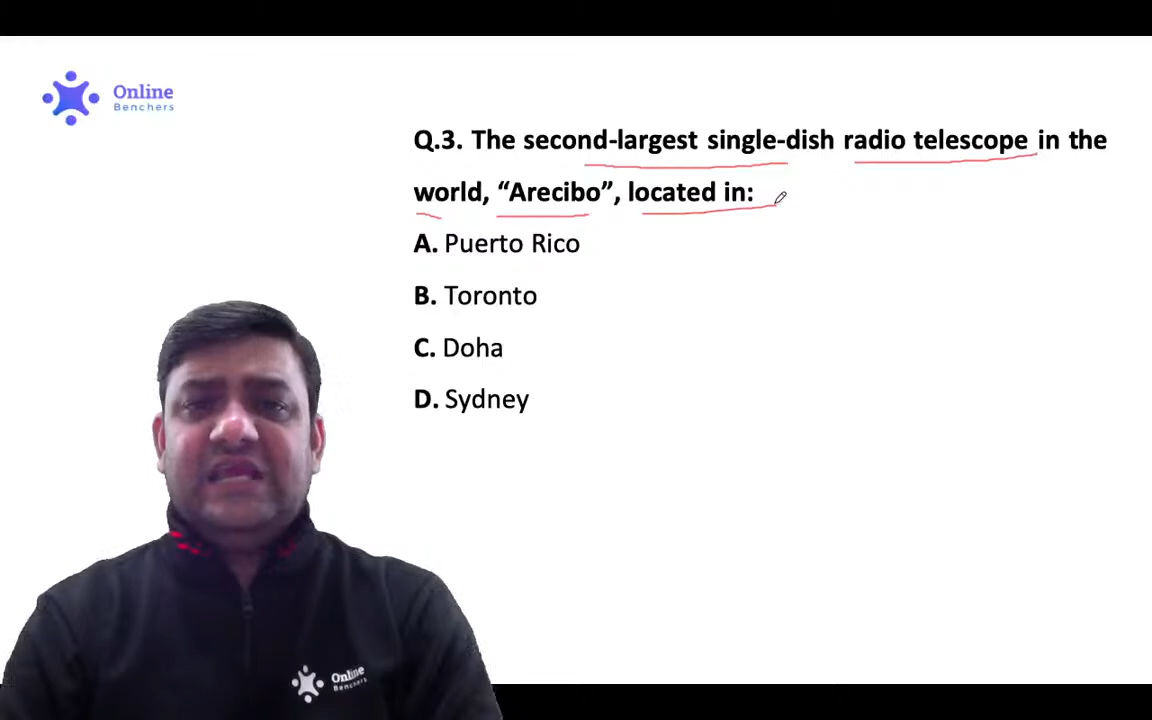 Online
Benchers
Q.3. The second-largest single-dish radio telescope in the
world, “Arecibo”, located in:
A. Puerto Rico
B. Toronto
C. Doha
D. Sydney
Online
Benchers